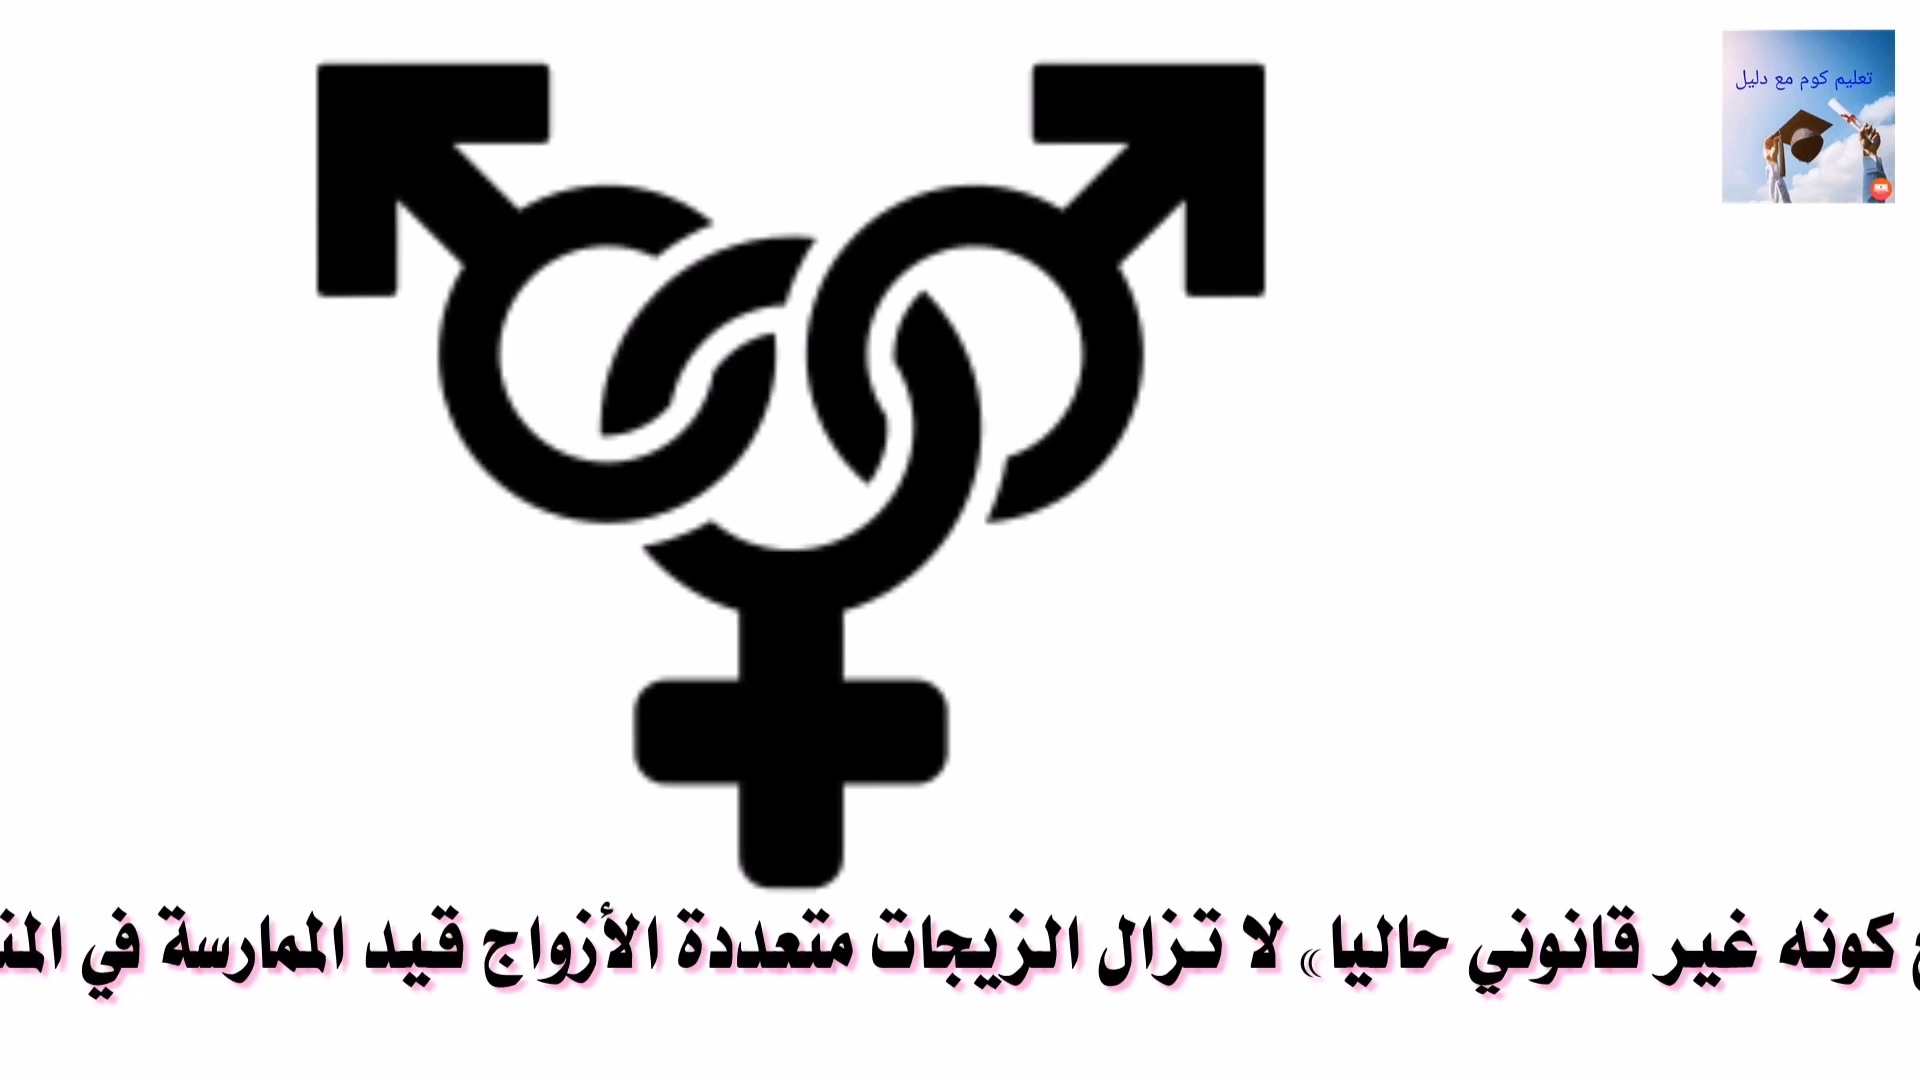 تعليم كوم مع دليل
كونه غير قانوني حاليا» لا تزال الزيجات متعددة الأزواج قيد الممارسة في